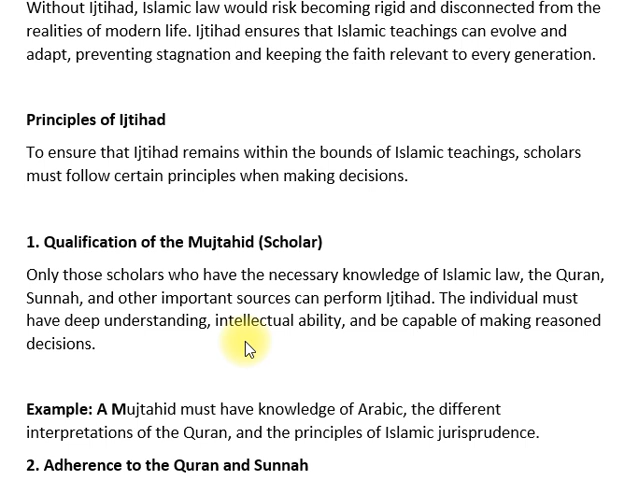 Without Ijtihad, Islamic law would risk becoming rigid and disconnected from the
realities of modern life. Ijtihad ensures that Islamic teachings can evolve and
adapt, preventing stagnation and keeping the faith relevant to every generation.
Principles of Ijtihad
To ensure that Ijtihad remains within the bounds of Islamic teachings, scholars
must follow certain principles when making decisions.
1. Qualification of the Mujtahid (Scholar)
Only those scholars who have the necessary knowledge of Islamic law, the Quran,
Sunnah, and other important sources can perform Ijtihad. The individual must
have deep understanding, intellectual ability, and be capable of making reasoned
decisions.
Example: A Mujtahid must have knowledge of Arabic, the different
interpretations of the Quran, and the principles of Islamic jurisprudence.
2. Adherence to the Quran and Sunnah